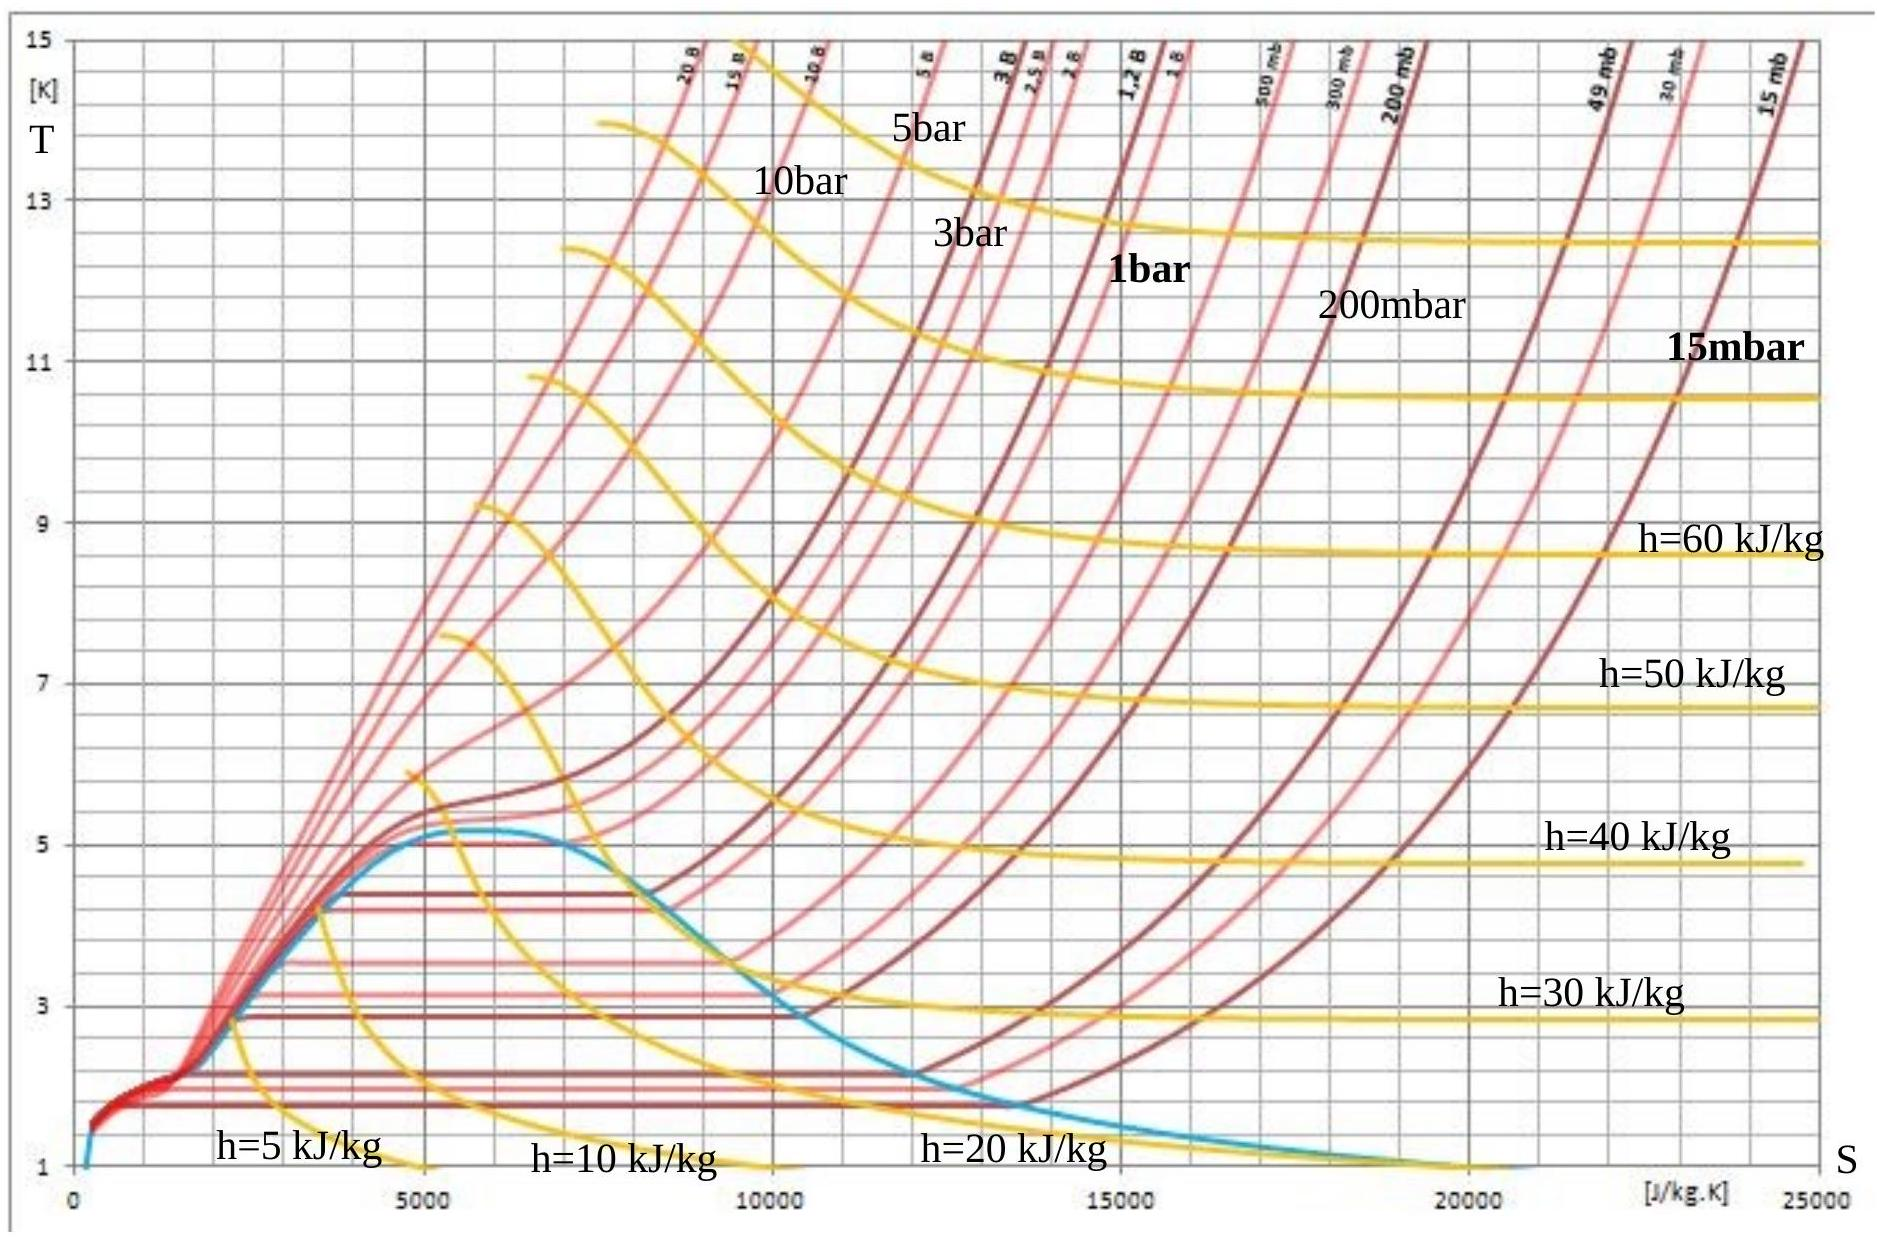 15
[K]
T
13
11
9
7
5
3
1
20 B
15 B
10 B
5 B
3 B
2,5 B
2 B
1,2 B
1 B
500 mb
300 mb
200 mb
49 mb
30 mb
15 mb
5bar
10bar
3bar
1bar
200mbar
15mbar
h=60 kJ/kg
h=50 kJ/kg
h=40 kJ/kg
h=30 kJ/kg
h=5 kJ/kg
h=10 kJ/kg
h=20 kJ/kg
S
0
5000
10000
15000
20000
[J/kg.K]
25000